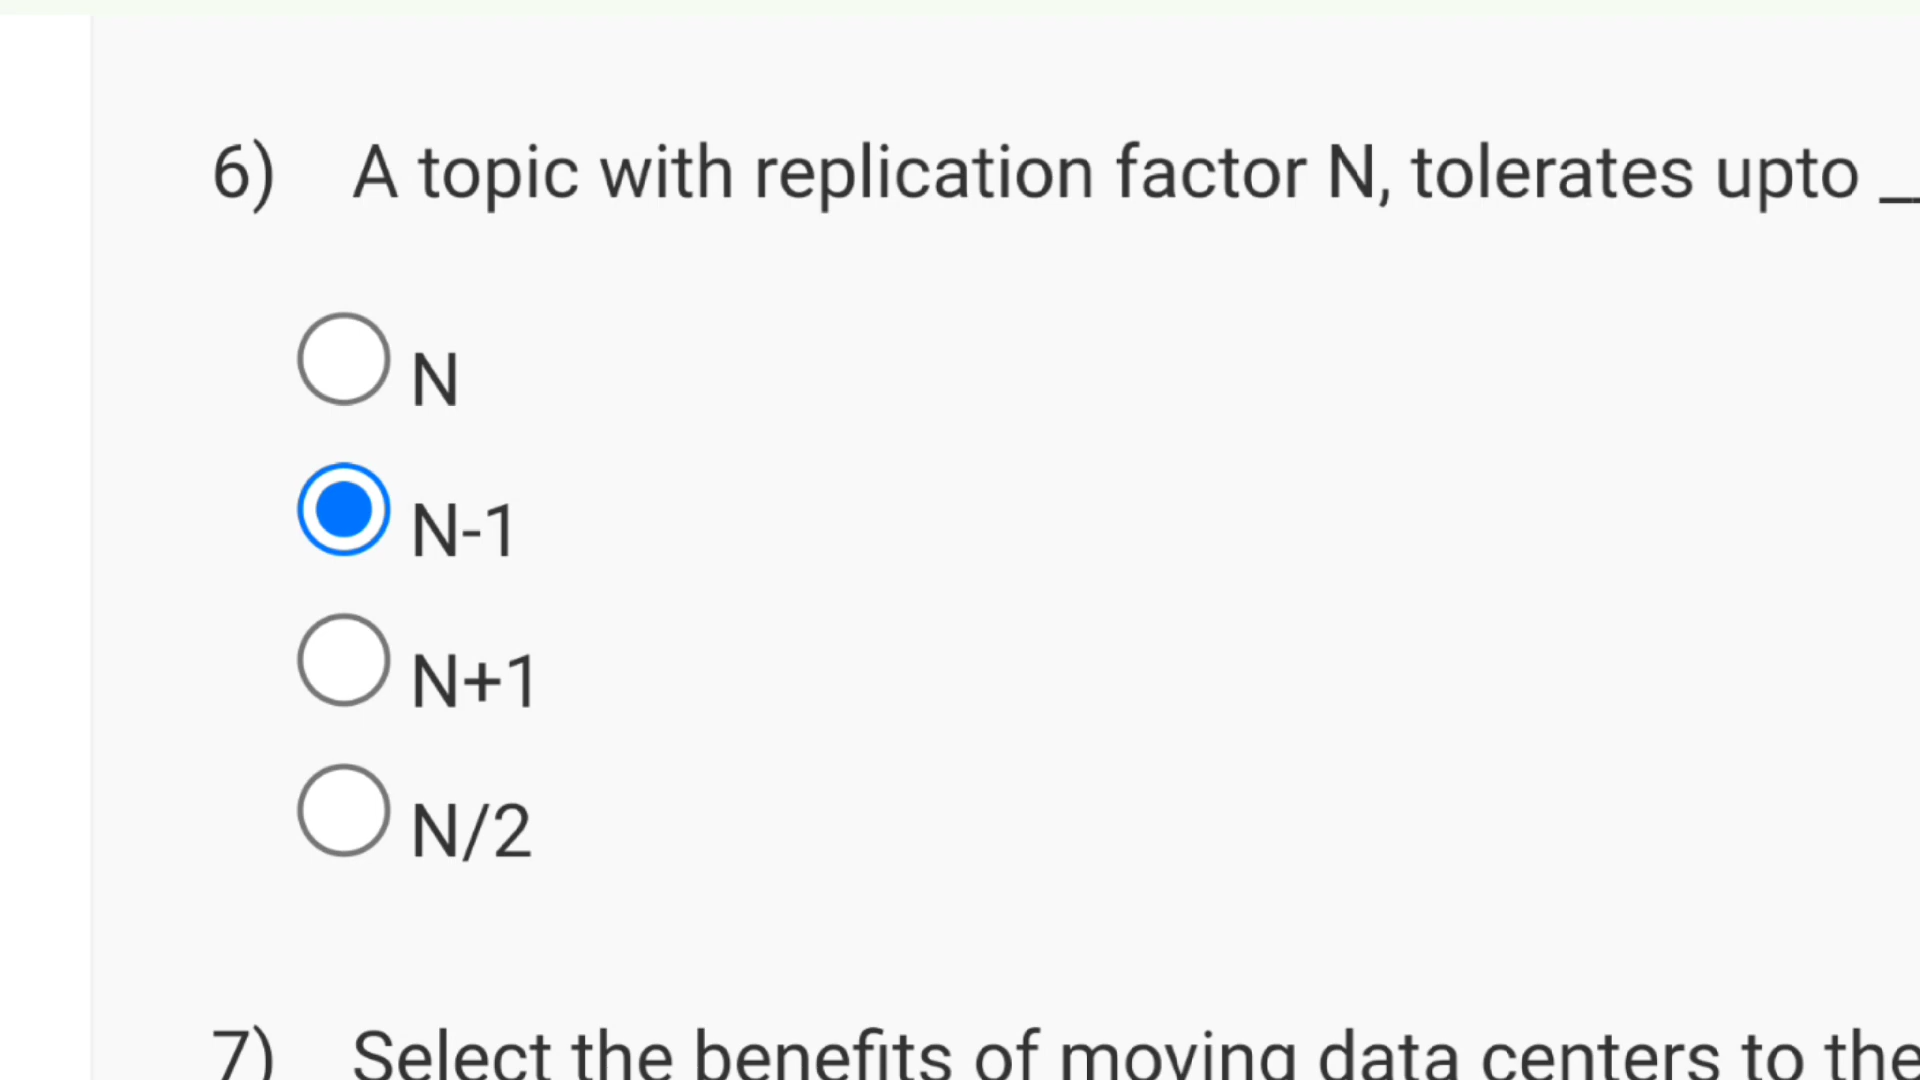 6) A topic with replication factor N, tolerates upto __
N
N-1
N+1
N/2
7) Select the benefits of moving data centers to the